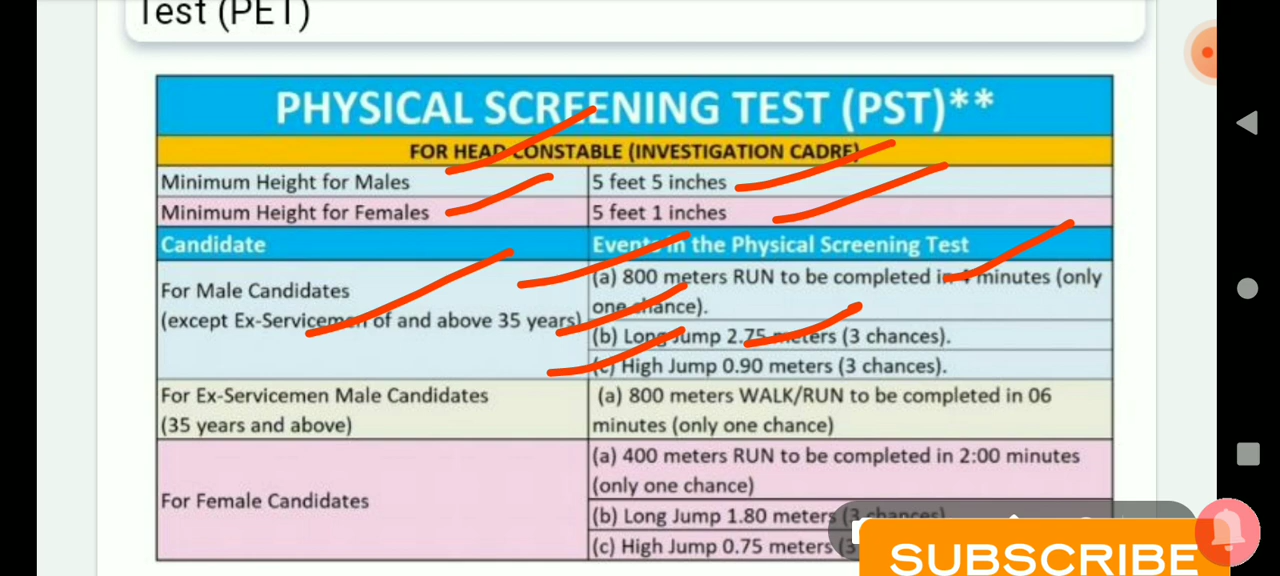 Test (PET)
PHYSICAL SCREENING TEST (PST)**
FOR HEAD CONSTABLE (INVESTIGATION CADRE)
Minimum Height for Males
5 feet 5 inches
Minimum Height for Females
5 feet 1 inches
Candidate
Events in the Physical Screening Test
For Male Candidates
(except Ex-Servicemen of and above 35 years)
(a) 800 meters RUN to be completed in minutes (only
one chance).
(b) Long Jump 2.75 meters (3 chances).
(c) High Jump 0.90 meters (3 chances).
For Ex-Servicemen Male Candidates
(35 years and above)
(a) 800 meters WALK/RUN to be completed in 06
minutes (only one chance)
For Female Candidates
(a) 400 meters RUN to be completed in 2:00 minutes
(only one chance)
(b) Long Jump 1.80 meters (3 chances)
(c) High Jump 0.75 meters (3
SUBSCRIBE